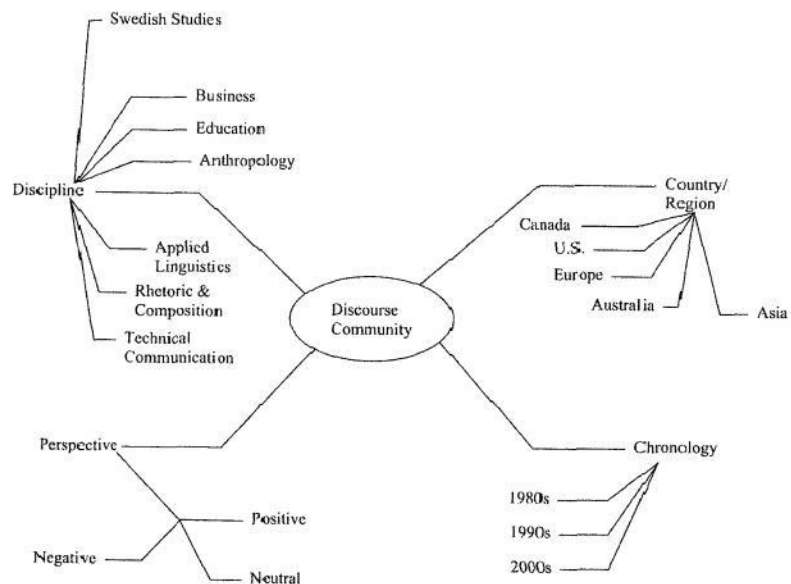 Swedish Studies
Business
Education
Anthropology
Discipline
Applied
Linguistics
Rhetoric &
Composition
Technical
Communication
Country/
Region
Canada
U.S.
Europe
Australia
Asia
Discourse
Community
Perspective
Positive
Negative
Neutral
Chronology
1980s
1990s
2000s